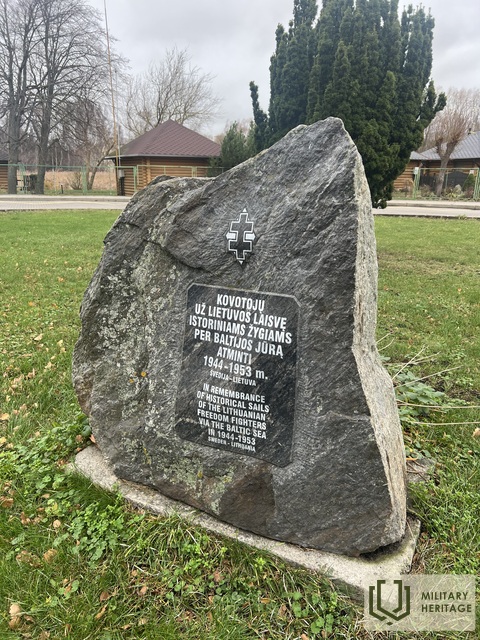 KOVOTOJŲ
UŽ LIETUVOS LAISVĘ
ISTORINIAMS ŽYGIAMS
PER BALTIJOS JŪRĄ
ATMINTI
1944-1953 m.
ŠVEDIJA - LIETUVA
IN REMEMBRANCE
OF HISTORICAL SAILS
OF THE LITHUANIAN
FREEDOM FIGHTERS
VIA THE BALTIC SEA
IN 1944-1953
SWEDEN - LITHUANIA
MILITARY
HERITAGE